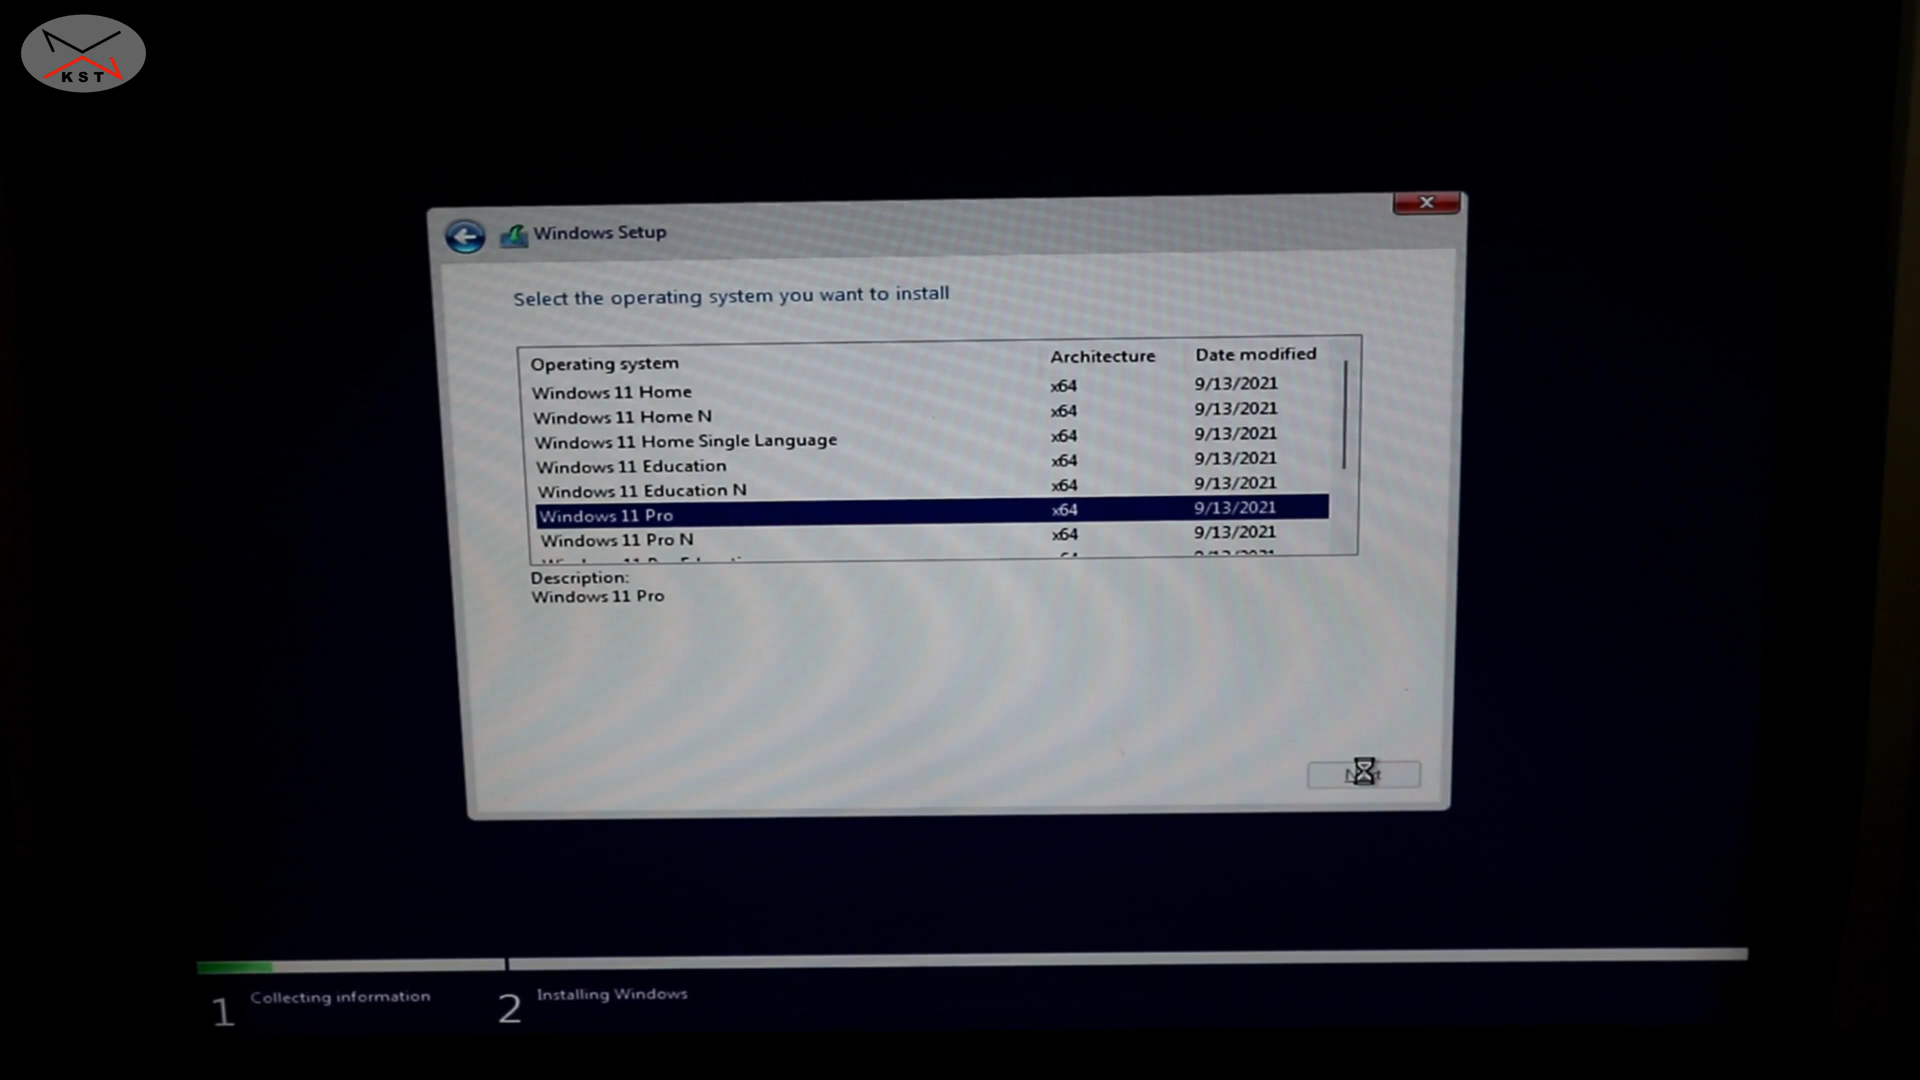 KST
Windows Setup
Select the operating system you want to install
Operating system Architecture Date modified
Windows 11 Home x64 9/13/2021
Windows 11 Home N x64 9/13/2021
Windows 11 Home Single Language x64 9/13/2021
Windows 11 Education x64 9/13/2021
Windows 11 Education N x64 9/13/2021
Windows 11 Pro x64 9/13/2021
Windows 11 Pro N x64 9/13/2021
Description:
Windows 11 Pro
1 Collecting information 2 Installing Windows